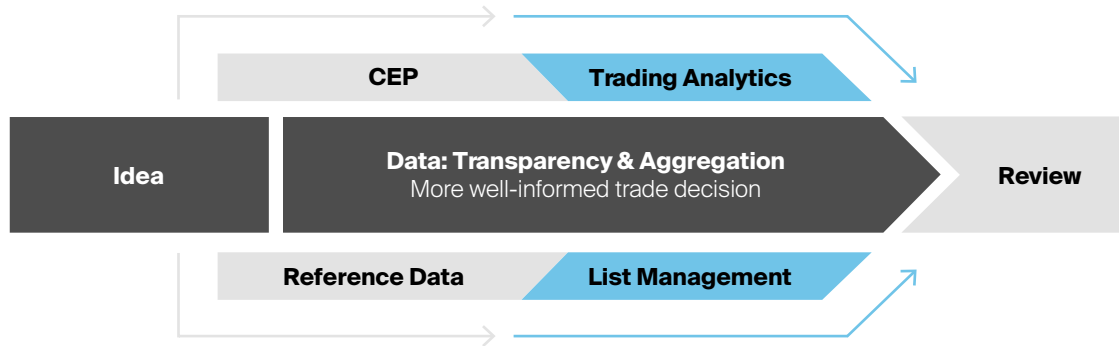 CEP
Trading Analytics
Idea
Data: Transparency & Aggregation
More well-informed trade decision
Review
Reference Data
List Management